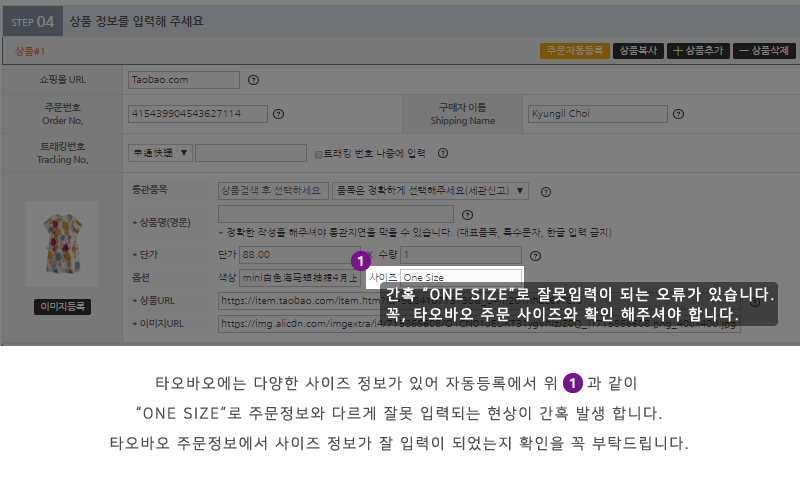 STEP 04 상품 정보를 입력해 주세요
상품#1 주문자동등록 상품복사 + 상품추가 − 상품삭제
쇼핑몰 URL Taobao.com ?
주문번호 415439904543627114 ? 구매자 이름 Kyungil Choi ?
Order No. Shipping Name
트래킹번호 申通快递 ▼ 트래킹 번호 나중에 입력 ?
Tracking No.
통관품목 상품검색 후 선택하세요 품목은 정확하게 선택해주세요(세관신고) ▼ ?
* 상품명(영문) ?
* 정확한 작성을 해주셔야 통관지연을 막을 수 있습니다. (대표품목, 특수문자, 한글 입력 금지)
* 단가 단가 88.00 수량 1 ?
1
옵션 색상 mini白色海马蝠袖裙4月上 사이즈 One Size
이미지등록
간혹 “ONE SIZE”로 잘못입력이 되는 오류가 있습니다.
꼭, 타오바오 주문 사이즈와 확인 해주셔야 합니다.
* 상품URL https://item.taobao.com/item.htm
* 이미지URL https://img.alicdn.com/imgextra/i4/
타오바오에는 다양한 사이즈 정보가 있어 자동등록에서 위 1 과 같이
“ONE SIZE”로 주문정보와 다르게 잘못 입력되는 현상이 간혹 발생 합니다.
타오바오 주문정보에서 사이즈 정보가 잘 입력이 되었는지 확인을 꼭 부탁드립니다.